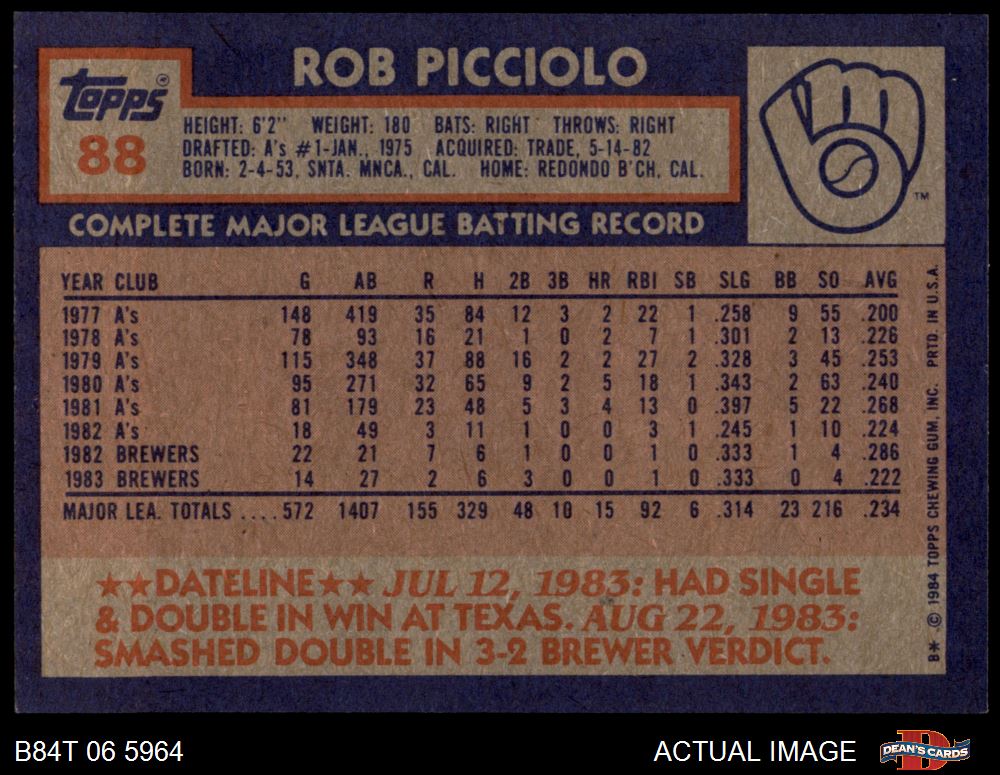 ROB PICCIOLO
Topps ®
88
HEIGHT: 6'2" WEIGHT: 180 BATS: RIGHT THROWS: RIGHT
DRAFTED: A's #1-JAN., 1975 ACQUIRED: TRADE, 5-14-82
BORN: 2-4-53, SNTA. MNCA., CAL. HOME: REDONDO B'CH, CAL.
TM
COMPLETE MAJOR LEAGUE BATTING RECORD
YEAR CLUB G AB R H 2B 3B HR RBI SB SLG BB SO AVG
1977 A's 148 419 35 84 12 3 2 22 1 .258 9 55 .200
1978 A's 78 93 16 21 1 0 2 7 1 .301 2 13 .226
1979 A's 115 348 37 88 16 2 2 27 2 .328 3 45 .253
1980 A's 95 271 32 65 9 2 5 18 1 .343 2 63 .240
1981 A's 81 179 23 48 5 3 4 13 0 .397 5 22 .268
1982 A's 18 49 3 11 1 0 0 3 1 .245 1 10 .224
1982 BREWERS 22 21 7 6 1 0 0 1 0 .333 1 4 .286
1983 BREWERS 14 27 2 6 3 0 0 1 0 .333 0 4 .222
MAJOR LEA. TOTALS .... 572 1407 155 329 48 10 15 92 6 .314 23 216 .234
★★DATELINE★★ JUL 12, 1983: HAD SINGLE
& DOUBLE IN WIN AT TEXAS. AUG 22, 1983:
SMASHED DOUBLE IN 3-2 BREWER VERDICT.
B* . © 1984 TOPPS CHEWING GUM, INC. PRTD. IN U.S.A.
B84T 06 5964
ACTUAL IMAGE
DEAN'S CARDS